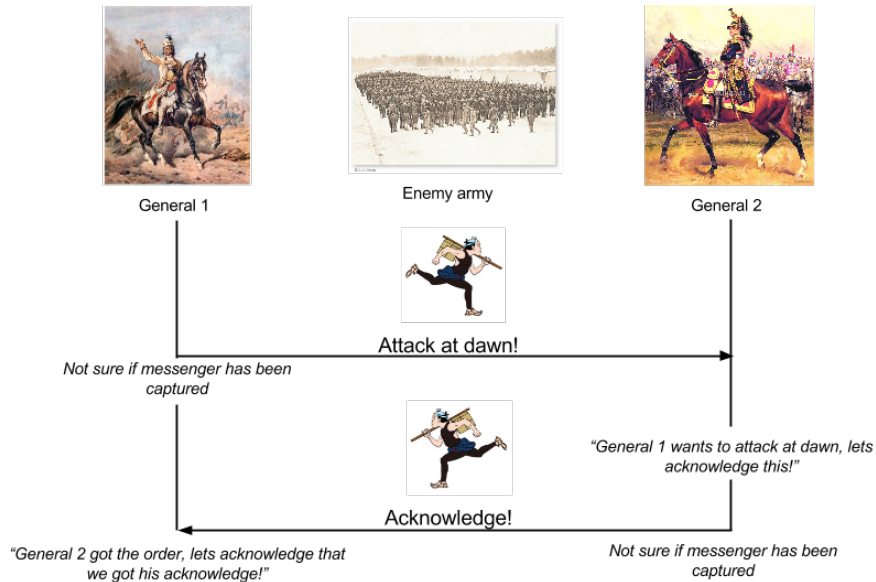 Enemy army
General 1
General 2
Attack at dawn!
Not sure if messenger has been
captured
“General 1 wants to attack at dawn, lets
acknowledge this!”
Acknowledge!
“General 2 got the order, lets acknowledge that
we got his acknowledge!”
Not sure if messenger has been
captured